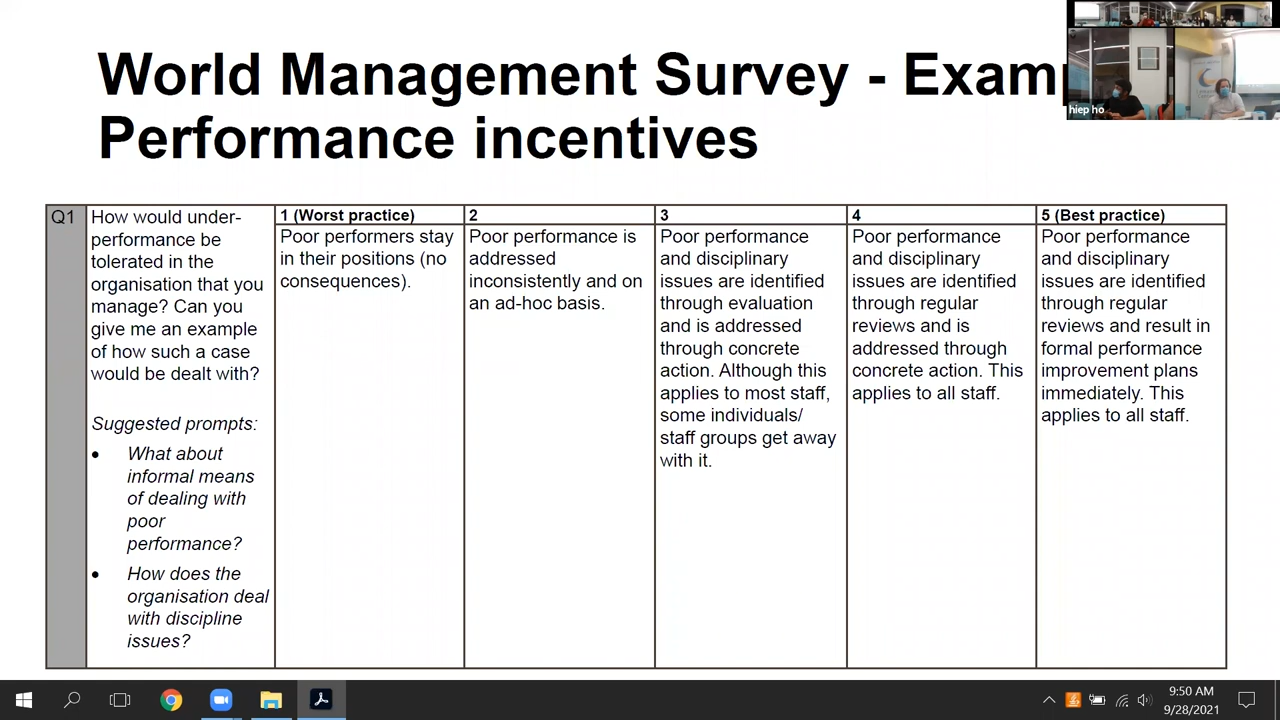 World Management Survey - Exam
Performance incentives
hiep ho
Q1
How would under-
performance be
tolerated in the
organisation that you
manage? Can you
give me an example
of how such a case
would be dealt with?
Suggested prompts:
• What about
informal means
of dealing with
poor
performance?
• How does the
organisation deal
with discipline
issues?
1 (Worst practice)
Poor performers stay
in their positions (no
consequences).
2
Poor performance is
addressed
inconsistently and on
an ad-hoc basis.
3
Poor performance
and disciplinary
issues are identified
through evaluation
and is addressed
through concrete
action. Although this
applies to most staff,
some individuals/
staff groups get away
with it.
4
Poor performance
and disciplinary
issues are identified
through regular
reviews and is
addressed through
concrete action. This
applies to all staff.
5 (Best practice)
Poor performance
and disciplinary
issues are identified
through regular
reviews and result in
formal performance
improvement plans
immediately. This
applies to all staff.
9:50 AM
9/28/2021